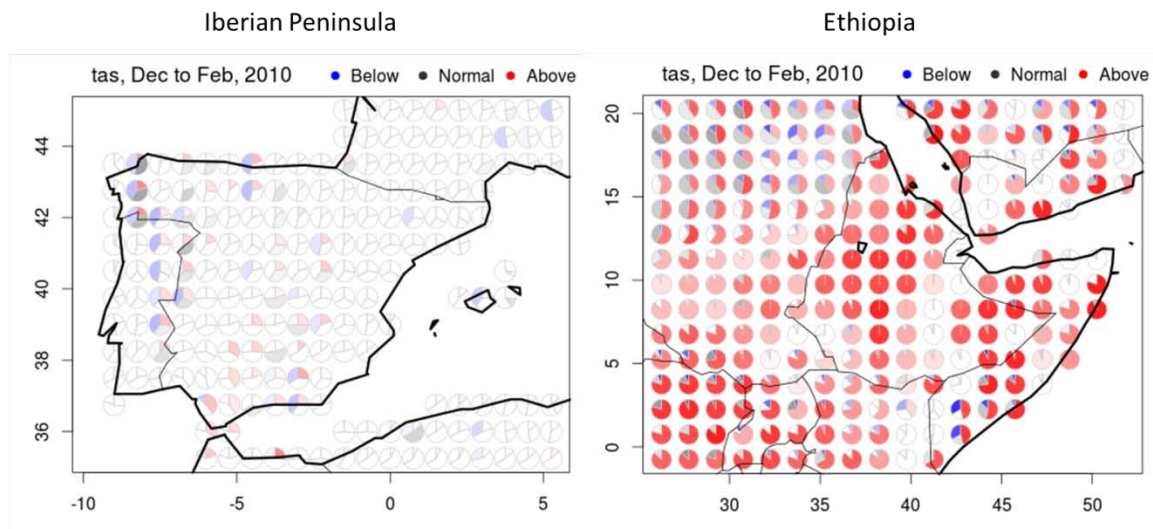 Iberian Peninsula
Ethiopia
tas, Dec to Feb, 2010 Below Normal Above
44
42
40
38
36
-10 -5 0 5
tas, Dec to Feb, 2010 Below Normal Above
20
15
10
5
0
30 35 40 45 50